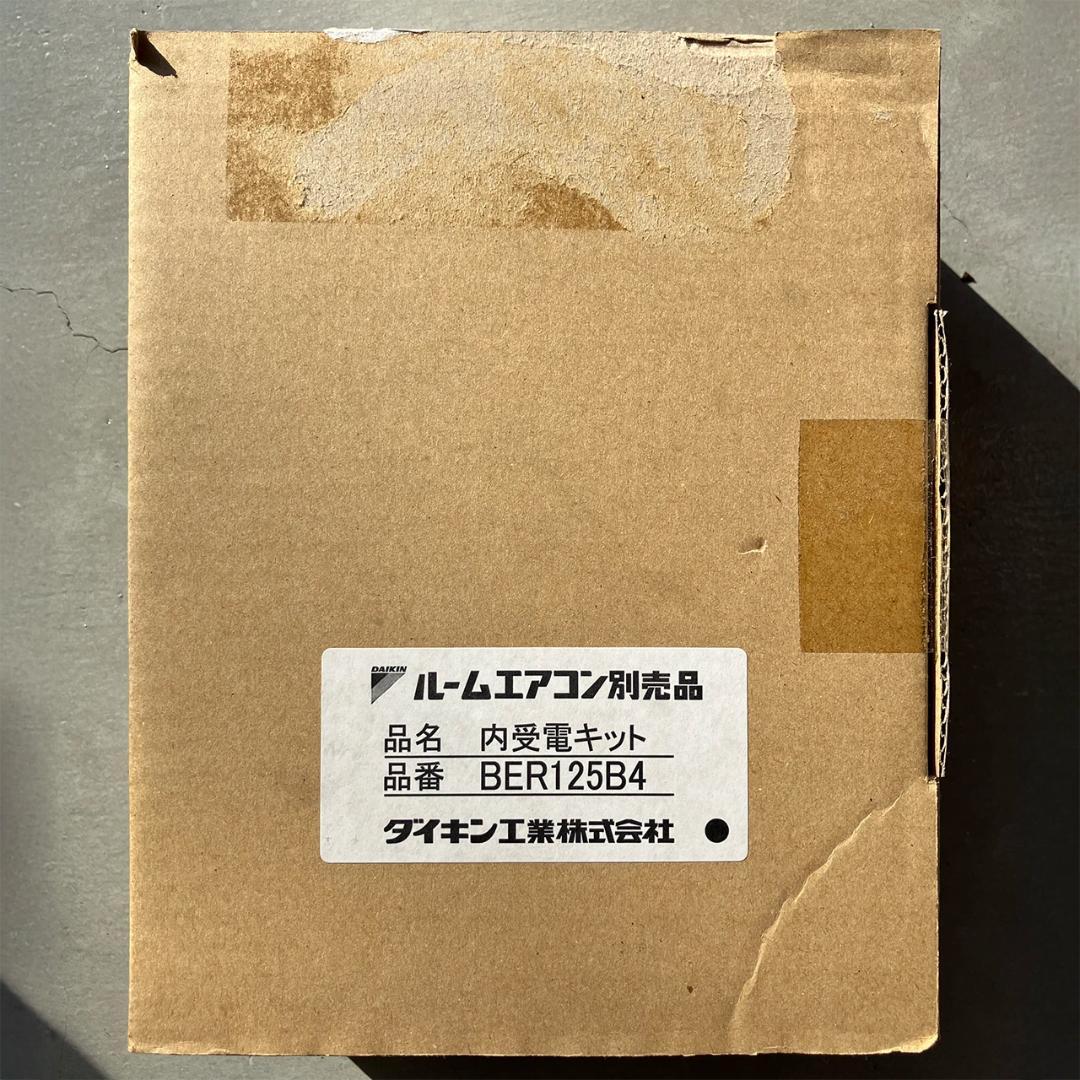 DAIKIN
ルームエアコン別売品
品名 内受電キット
品番 BER125B4
ダイキン工業株式会社